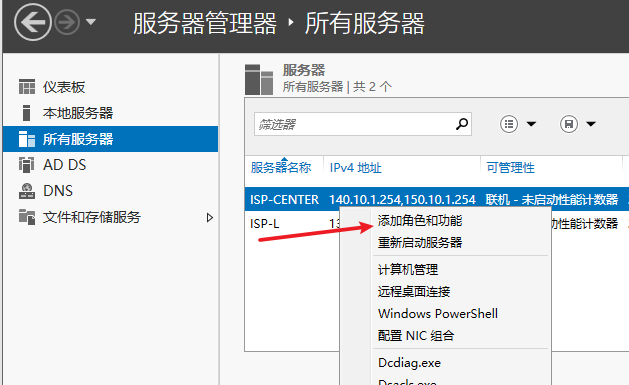 服务器管理器 · 所有服务器
仪表板
本地服务器
所有服务器
AD DS
DNS
文件和存储服务
服务器
所有服务器 | 共 2 个
筛选器
服务器名称 IPv4 地址 可管理性
ISP-CENTER 140.10.1.254,150.10.1.254 联机 - 未启动性能计数器
ISP-L 动性能计数器
添加角色和功能
重新启动服务器
计算机管理
远程桌面连接
Windows PowerShell
配置 NIC 组合
Dcdiag.exe
Dsacls.exe